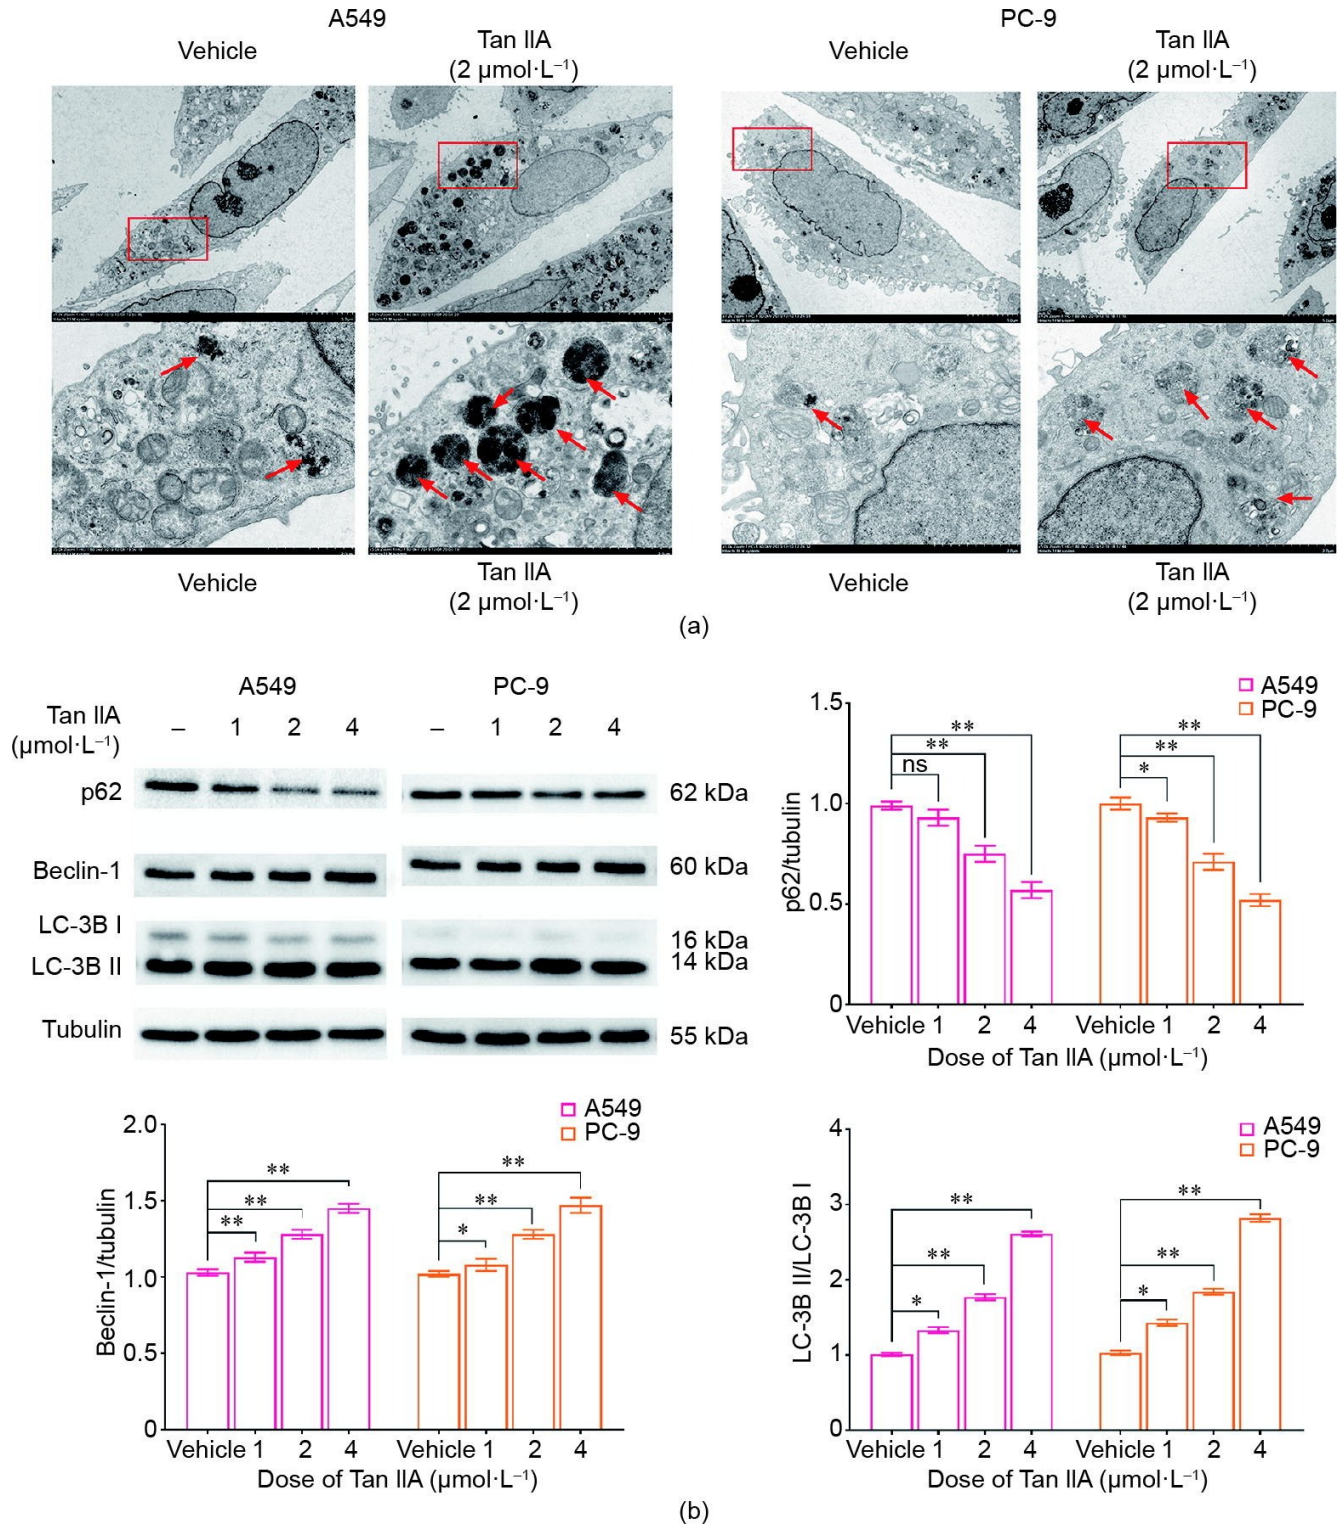 A549
PC-9
Vehicle
Tan IIA
(2 µmol·L⁻¹)
Vehicle
Tan IIA
(2 µmol·L⁻¹)
Vehicle
Tan IIA
(2 µmol·L⁻¹)
Vehicle
Tan IIA
(2 µmol·L⁻¹)
(a)
A549
PC-9
Tan IIA
(µmol·L⁻¹)
– 1 2 4
– 1 2 4
p62
62 kDa
Beclin-1
60 kDa
LC-3B I
16 kDa
LC-3B II
14 kDa
Tubulin
55 kDa
A549
PC-9
p62/tubulin
1.5
1.0
0.5
0
ns
**
**
*
**
**
Vehicle 1 2 4
Vehicle 1 2 4
Dose of Tan IIA (µmol·L⁻¹)
A549
PC-9
Beclin-1/tubulin
2.0
1.5
1.0
0.5
0
**
**
**
*
**
**
Vehicle 1 2 4
Vehicle 1 2 4
Dose of Tan IIA (µmol·L⁻¹)
A549
PC-9
LC-3B II/LC-3B I
4
3
2
1
0
*
**
**
*
**
**
Vehicle 1 2 4
Vehicle 1 2 4
Dose of Tan IIA (µmol·L⁻¹)
(b)